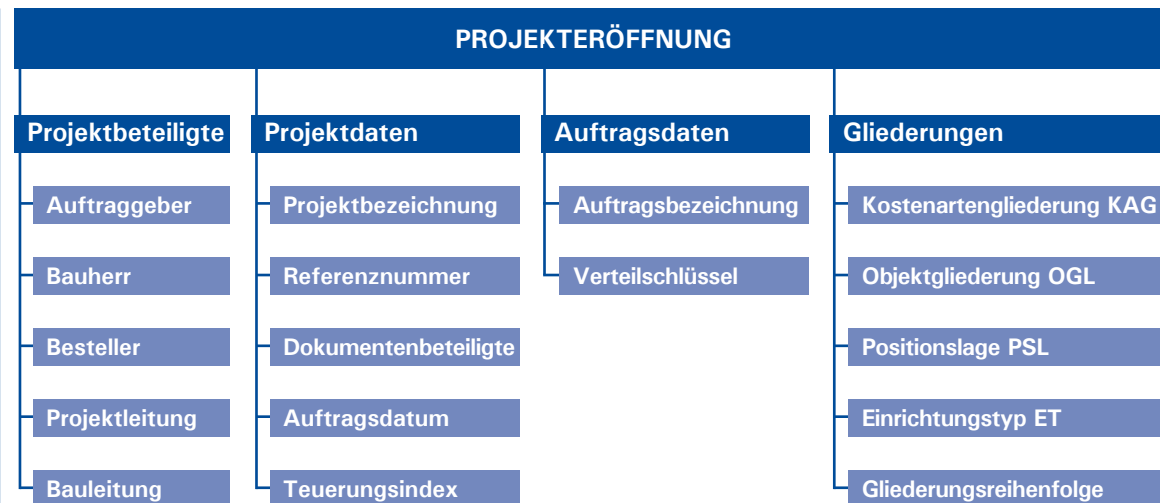 PROJEKTERÖFFNUNG
Projektbeteiligte
Auftraggeber
Bauherr
Besteller
Projektleitung
Bauleitung
Projektdaten
Projektbezeichnung
Referenznummer
Dokumentenbeteiligte
Auftragsdatum
Teuerungsindex
Auftragsdaten
Auftragsbezeichnung
Verteilschlüssel
Gliederungen
Kostenartengliederung KAG
Objektgliederung OGL
Positionslage PSL
Einrichtungstyp ET
Gliederungsreihenfolge